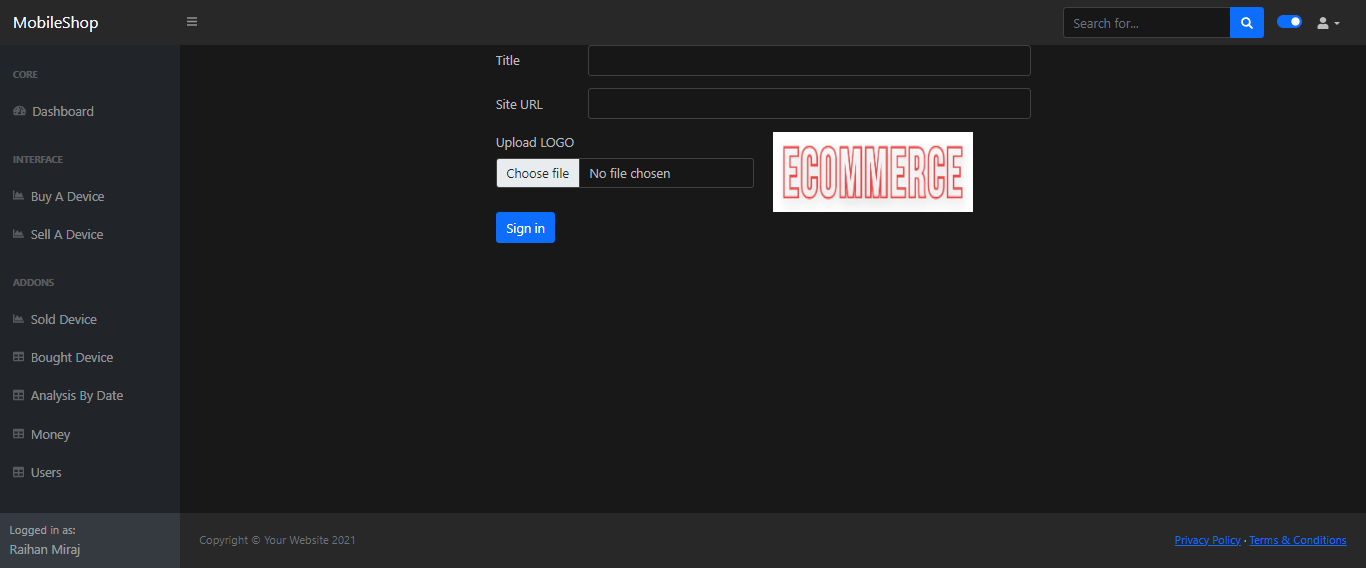 MobileShop
Search for...
CORE
Dashboard
INTERFACE
Buy A Device
Sell A Device
ADDONS
Sold Device
Bought Device
Analysis By Date
Money
Users
Logged in as:
Raihan Miraj
Title
Site URL
Upload LOGO
Choose file No file chosen
ECOMMERCE
Sign in
Copyright © Your Website 2021
Privacy Policy · Terms & Conditions